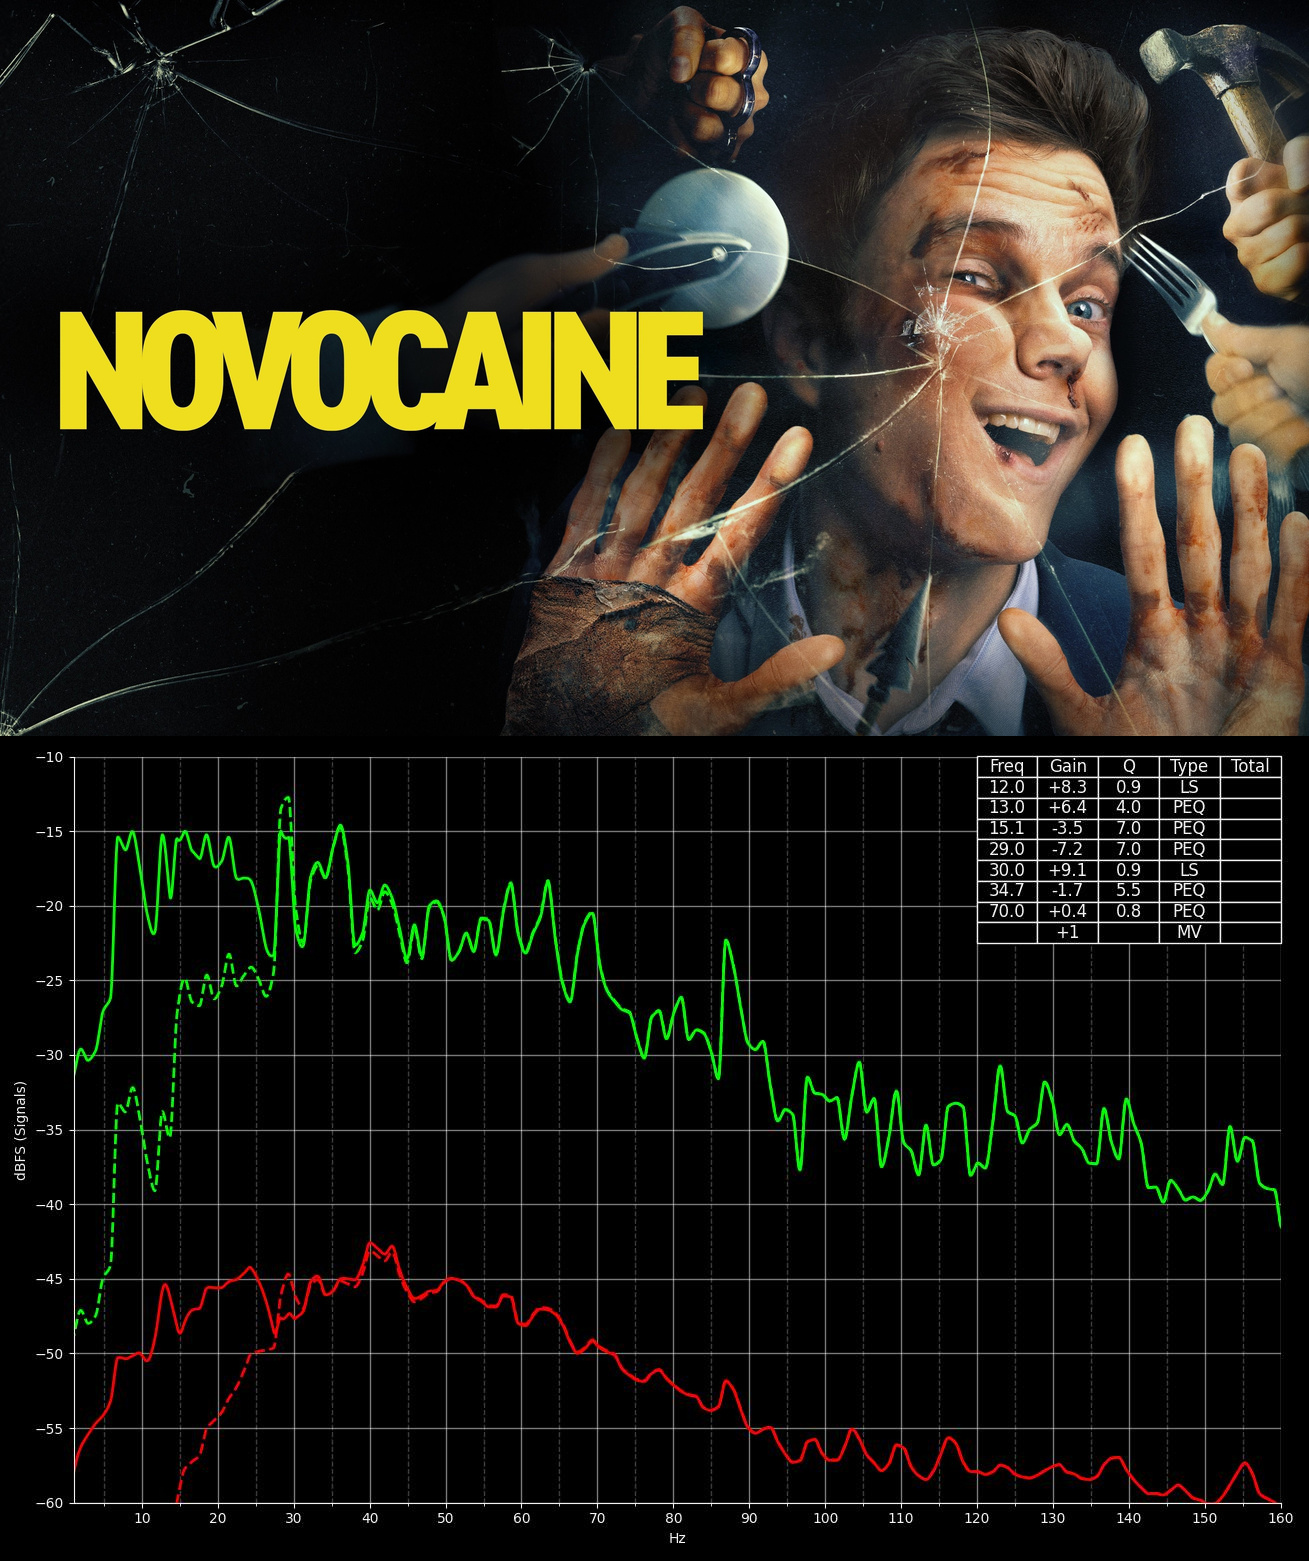 NOVOCAINE
Freq Gain Q Type Total
12.0 +8.3 0.9 LS
13.0 +6.4 4.0 PEQ
15.1 -3.5 7.0 PEQ
29.0 -7.2 7.0 PEQ
30.0 +9.1 0.9 LS
34.7 -1.7 5.5 PEQ
70.0 +0.4 0.8 PEQ
+1 MV
−10
−15
−20
−25
−30
−35
−40
−45
−50
−55
−60
dBFS (Signals)
10 20 30 40 50 60 70 80 90 100 110 120 130 140 150 160
Hz